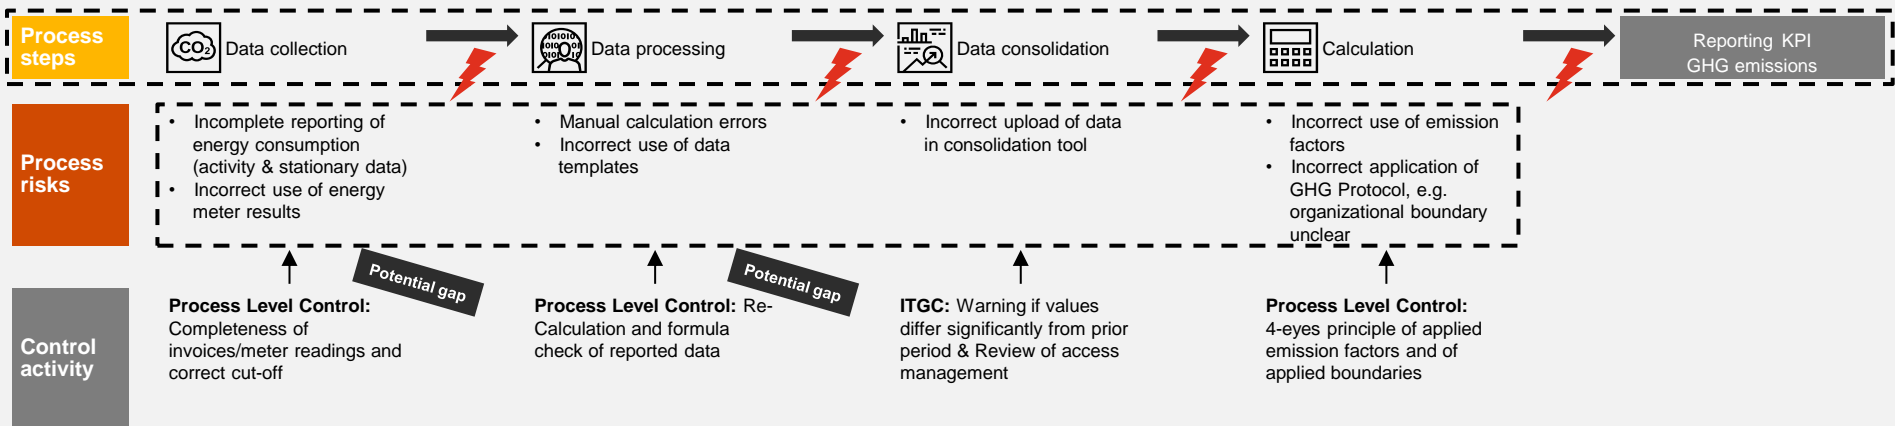 Process
steps
CO2
Data collection
Data processing
Data consolidation
Calculation
Reporting KPI
GHG emissions
Process
risks
• Incomplete reporting of
energy consumption
(activity & stationary data)
• Incorrect use of energy
meter results
• Manual calculation errors
• Incorrect use of data
templates
• Incorrect upload of data
in consolidation tool
• Incorrect use of emission
factors
• Incorrect application of
GHG Protocol, e.g.
organizational boundary
unclear
Potential gap
Potential gap
Control
activity
Process Level Control:
Completeness of
invoices/meter readings and
correct cut-off
Process Level Control: Re-
Calculation and formula
check of reported data
ITGC: Warning if values
differ significantly from prior
period & Review of access
management
Process Level Control:
4-eyes principle of applied
emission factors and of
applied boundaries